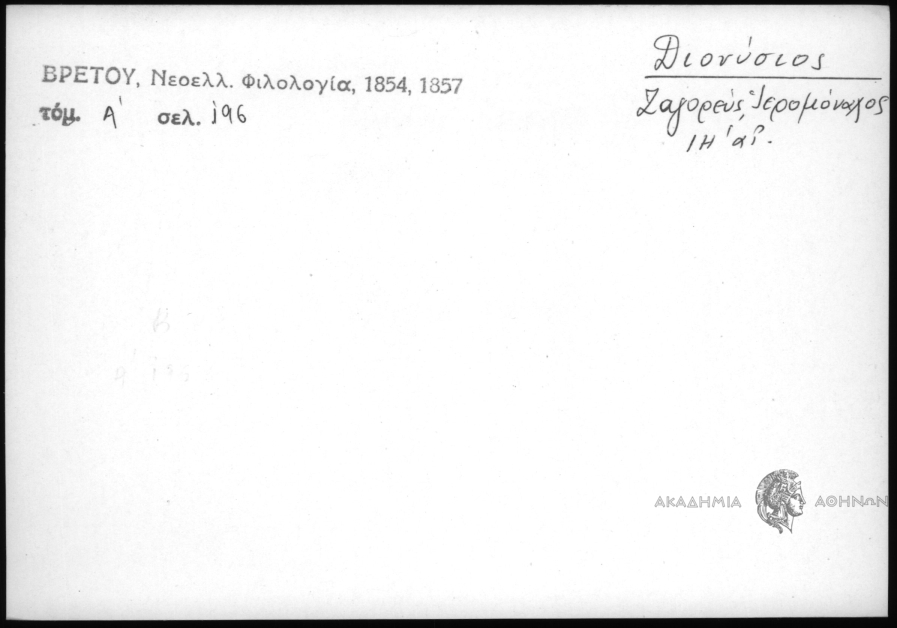 ΒΡΕΤΟΥ, Νεοελλ. Φιλολογία, 1854, 1857
τόμ. Α' σελ. 196
Διονύσιος
Ζαγορεύς, Ἱερομόναχος
ΙΗ' αἰ.
ΑΚΑΔΗΜΙΑ ΑΘΗΝΩΝ